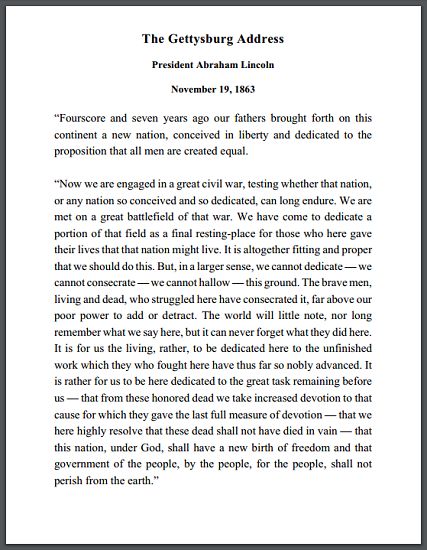 The Gettysburg Address
President Abraham Lincoln
November 19, 1863
“Fourscore and seven years ago our fathers brought forth on this
continent a new nation, conceived in liberty and dedicated to the
proposition that all men are created equal.
“Now we are engaged in a great civil war, testing whether that nation,
or any nation so conceived and so dedicated, can long endure. We are
met on a great battlefield of that war. We have come to dedicate a
portion of that field as a final resting-place for those who here gave
their lives that that nation might live. It is altogether fitting and proper
that we should do this. But, in a larger sense, we cannot dedicate — we
cannot consecrate — we cannot hallow — this ground. The brave men,
living and dead, who struggled here have consecrated it, far above our
poor power to add or detract. The world will little note, nor long
remember what we say here, but it can never forget what they did here.
It is for us the living, rather, to be dedicated here to the unfinished
work which they who fought here have thus far so nobly advanced. It
is rather for us to be here dedicated to the great task remaining before
us — that from these honored dead we take increased devotion to that
cause for which they gave the last full measure of devotion — that we
here highly resolve that these dead shall not have died in vain — that
this nation, under God, shall have a new birth of freedom and that
government of the people, by the people, for the people, shall not
perish from the earth.”